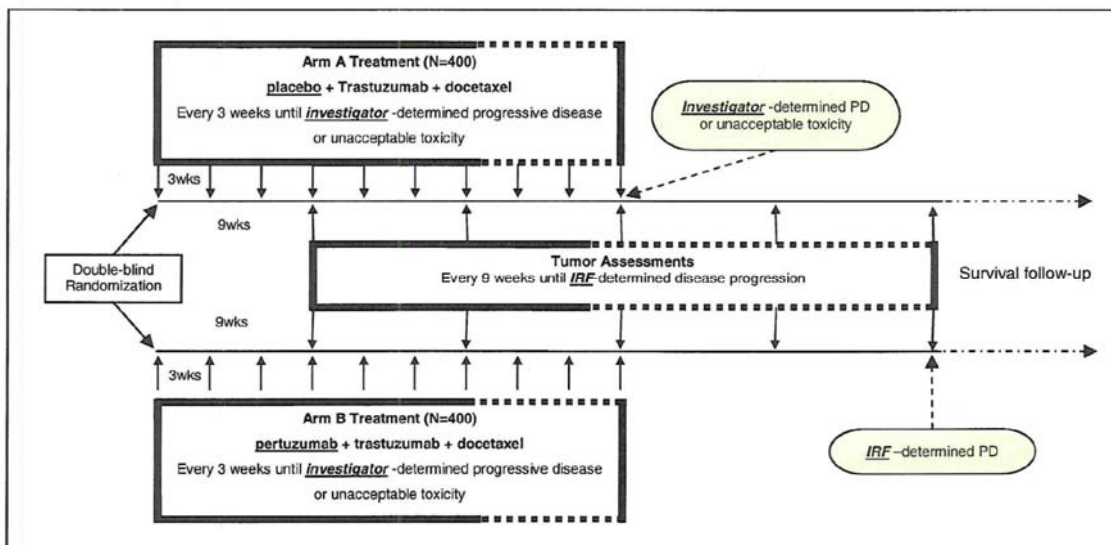 Arm A Treatment (N=400)
placebo + Trastuzumab + docetaxel
Every 3 weeks until investigator -determined progressive disease
or unacceptable toxicity
Investigator -determined PD
or unacceptable toxicity
3wks
9wks
Double-blind
Randomization
Tumor Assessments
Every 9 weeks until IRF-determined disease progression
Survival follow-up
9wks
3wks
Arm B Treatment (N=400)
pertuzumab + trastuzumab + docetaxel
Every 3 weeks until investigator -determined progressive disease
or unacceptable toxicity
IRF –determined PD